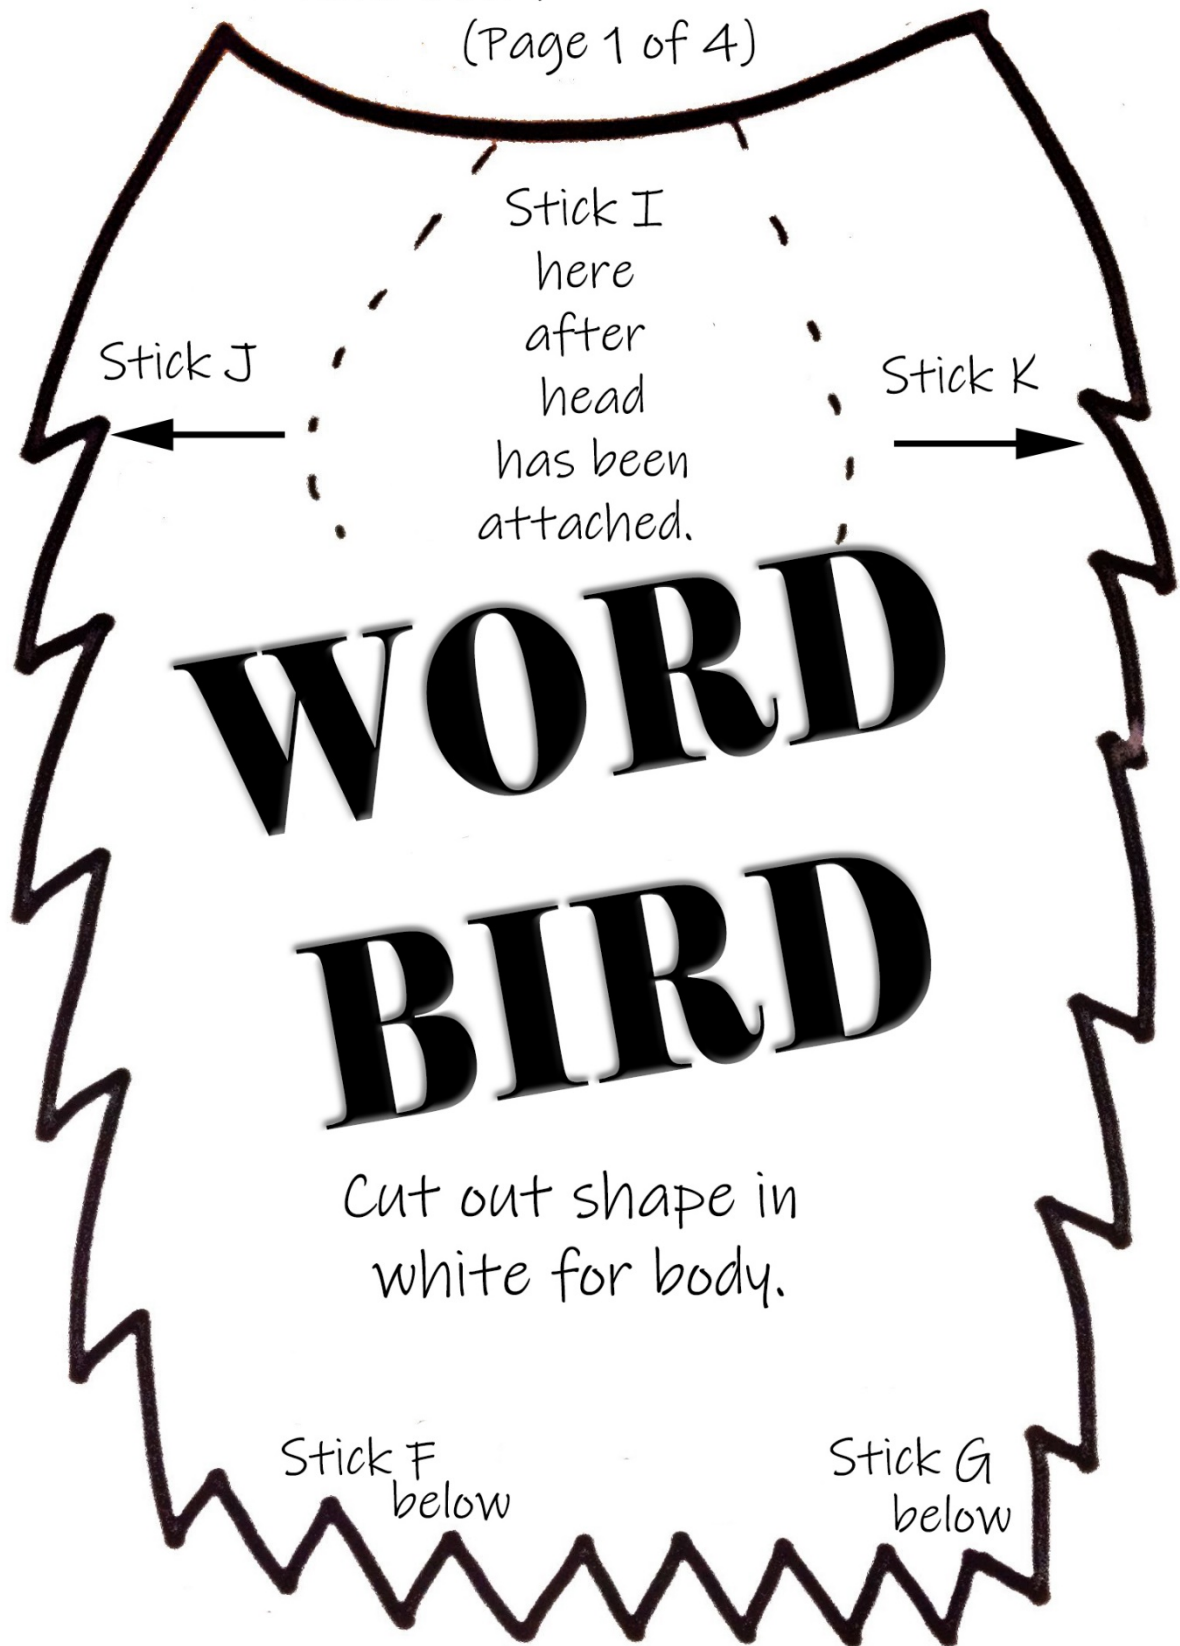 (Page 1 of 4)
Stick I
here
after
head
has been
attached.
Stick J
Stick K
WORD
BIRD
Cut out shape in
white for body.
Stick F
below
Stick G
below